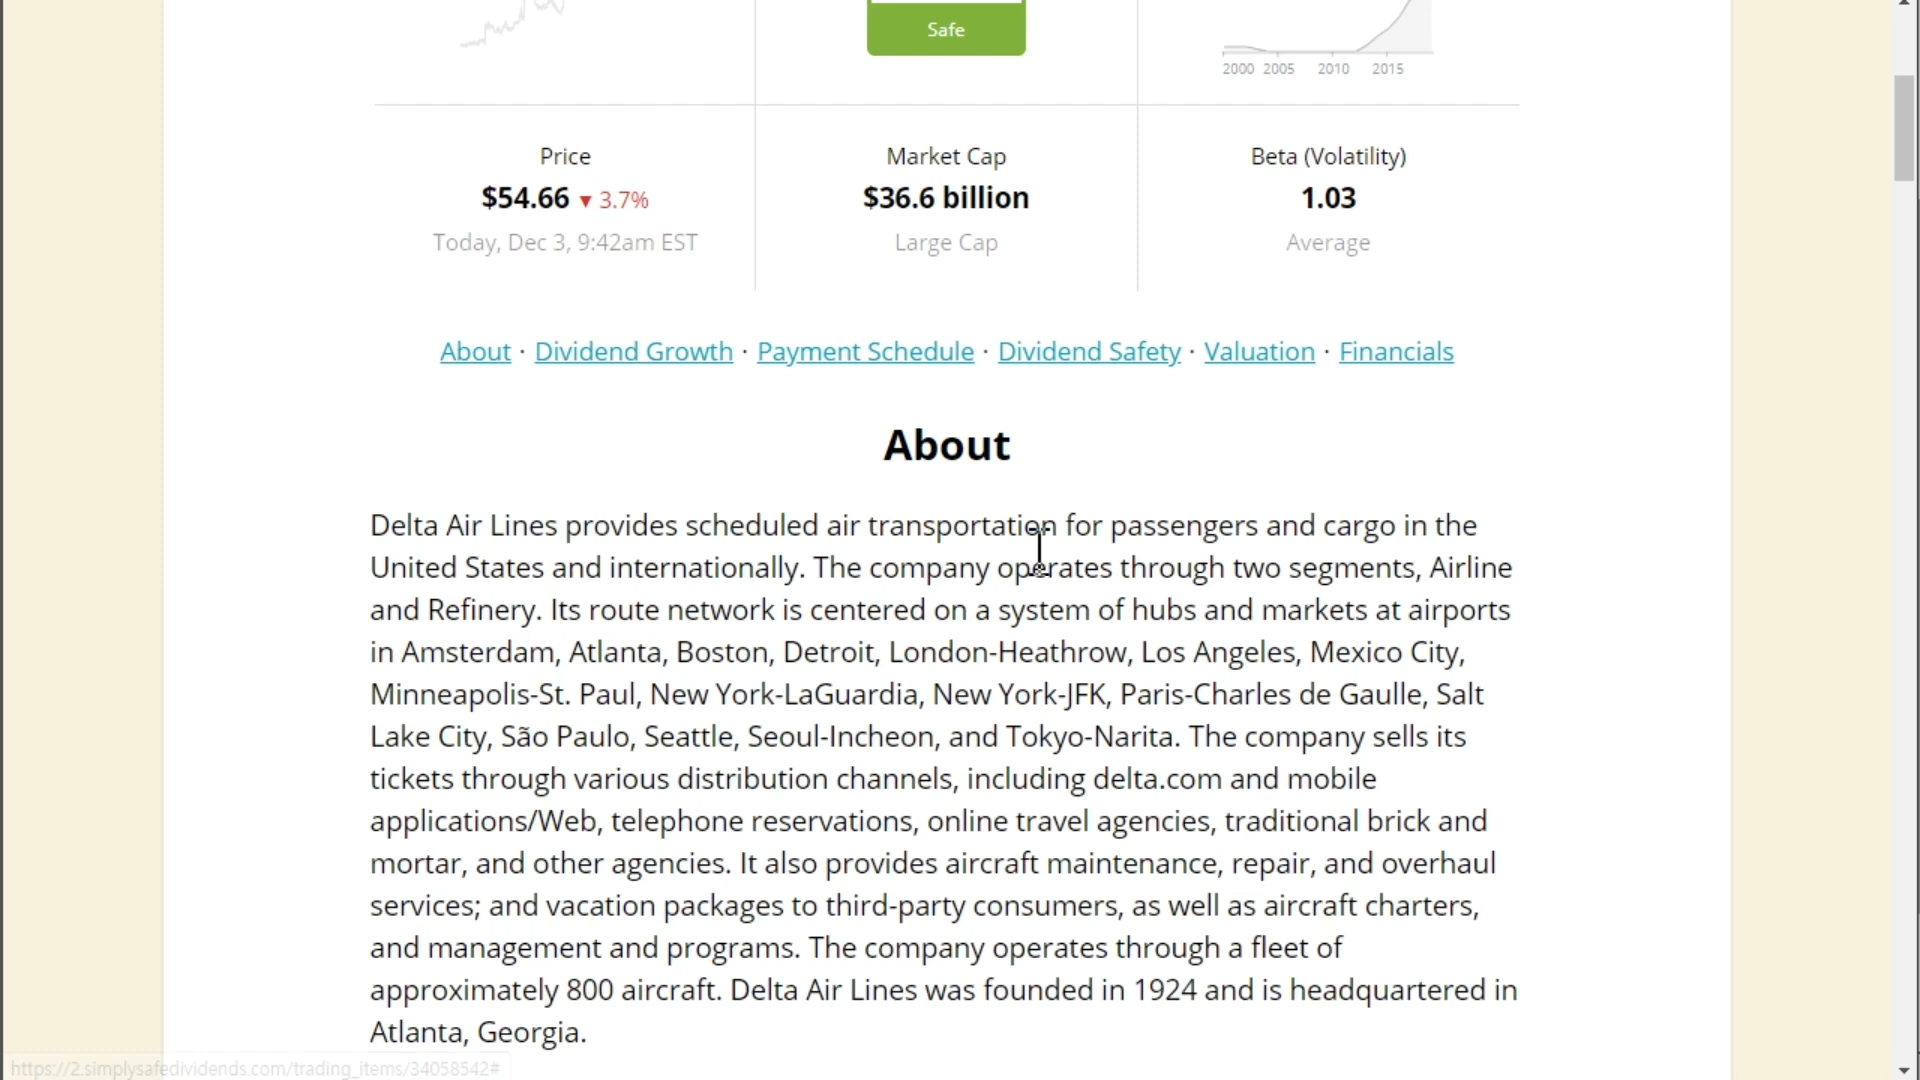 Safe
2000 2005 2010 2015
Price
Market Cap
Beta (Volatility)
$54.66 ▼ 3.7%
$36.6 billion
1.03
Today, Dec 3, 9:42am EST
Large Cap
Average
About · Dividend Growth · Payment Schedule · Dividend Safety · Valuation · Financials
About
Delta Air Lines provides scheduled air transportation for passengers and cargo in the
United States and internationally. The company operates through two segments, Airline
and Refinery. Its route network is centered on a system of hubs and markets at airports
in Amsterdam, Atlanta, Boston, Detroit, London-Heathrow, Los Angeles, Mexico City,
Minneapolis-St. Paul, New York-LaGuardia, New York-JFK, Paris-Charles de Gaulle, Salt
Lake City, São Paulo, Seattle, Seoul-Incheon, and Tokyo-Narita. The company sells its
tickets through various distribution channels, including delta.com and mobile
applications/Web, telephone reservations, online travel agencies, traditional brick and
mortar, and other agencies. It also provides aircraft maintenance, repair, and overhaul
services; and vacation packages to third-party consumers, as well as aircraft charters,
and management and programs. The company operates through a fleet of
approximately 800 aircraft. Delta Air Lines was founded in 1924 and is headquartered in
Atlanta, Georgia.
https://2.simplysafedividends.com/trading_items/34058542#